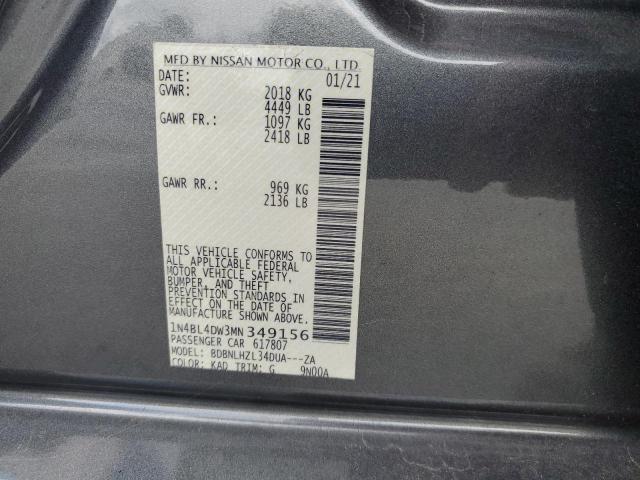 MFD BY NISSAN MOTOR CO., LTD
DATE: 01/21
GVWR: 2018 KG
4449 LB
GAWR FR.: 1097 KG
2418 LB
GAWR RR.: 969 KG
2136 LB
THIS VEHICLE CONFORMS TO
ALL APPLICABLE FEDERAL
MOTOR VEHICLE SAFETY,
BUMPER, AND THEFT
PREVENTION STANDARDS IN
EFFECT ON THE DATE OF
MANUFACTURE SHOWN ABOVE.
1N4BL4DW3MN349156
PASSENGER CAR 617807
MODEL: BDBNLHZL34DUA---ZA
COLOR: KAD TRIM: G 9N00A